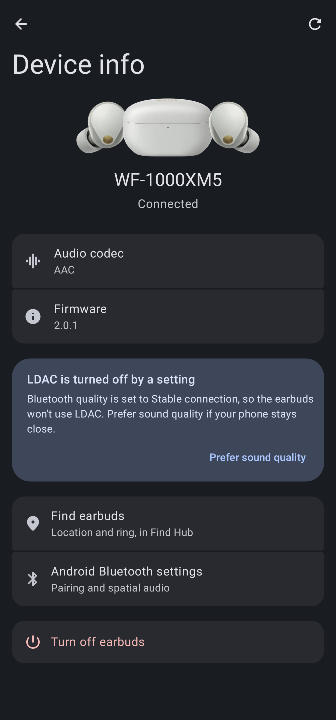 Device info
WF-1000XM5
Connected
Audio codec
AAC
Firmware
2.0.1
LDAC is turned off by a setting
Bluetooth quality is set to Stable connection, so the earbuds
won't use LDAC. Prefer sound quality if your phone stays
close.
Prefer sound quality
Find earbuds
Location and ring, in Find Hub
Android Bluetooth settings
Pairing and spatial audio
Turn off earbuds